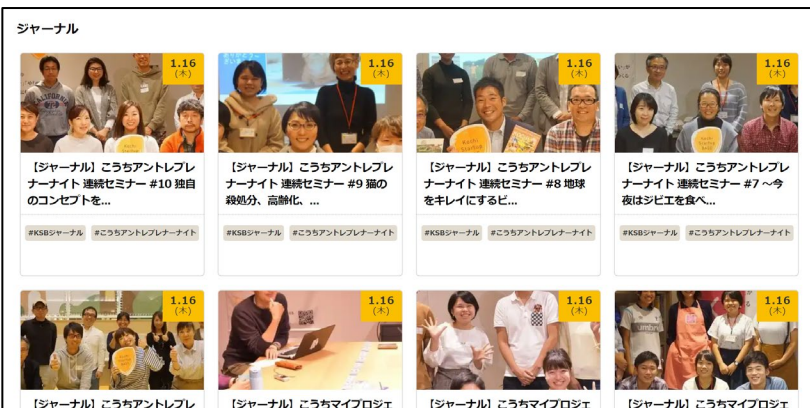 ジャーナル
1.16
(木)
【ジャーナル】こうちアントレプレ
ナーナイト 連続セミナー #10 独自
のコンセプトを...
#KSBジャーナル #こうちアントレプレナーナイト
1.16
(木)
【ジャーナル】こうちアントレプレ
ナーナイト 連続セミナー #9 猫の
殺処分、高齢化、...
#KSBジャーナル #こうちアントレプレナーナイト
1.16
(木)
【ジャーナル】こうちアントレプレ
ナーナイト 連続セミナー #8 地球
をキレイにするビ...
#KSBジャーナル #こうちアントレプレナーナイト
1.16
(木)
【ジャーナル】こうちアントレプレ
ナーナイト 連続セミナー #7 ～今
夜はジビエを食べ...
#KSBジャーナル #こうちアントレプレナーナイト
1.16
(木)
【ジャーナル】こうちアントレプレ
1.16
(木)
【ジャーナル】こうちマイプロジェ
1.16
(木)
【ジャーナル】こうちマイプロジェ
1.16
(木)
【ジャーナル】こうちマイプロジェ